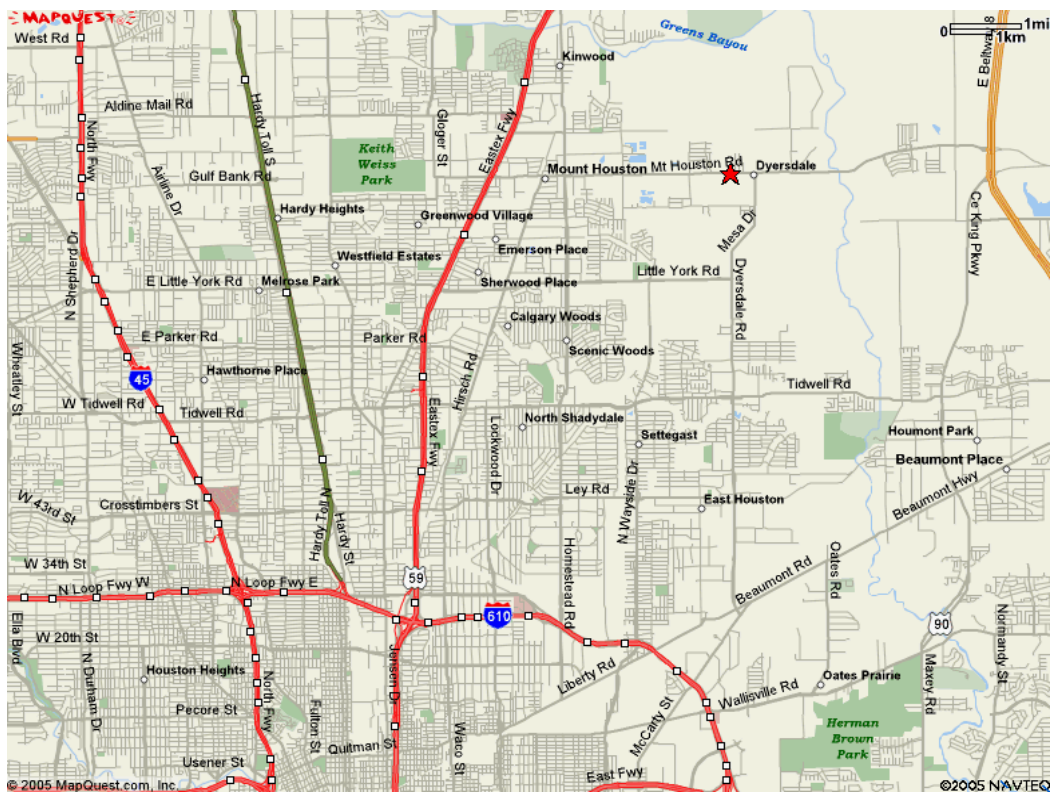 MAPQUEST
West Rd
Kinwood
Greens Bayou
1mi
0
1km
E Beltway 8
Aldine Mail Rd
North Fwy
Hardy Toll S
Gloger St
Eastex Fwy
Keith
Weiss
Park
Gulf Bank Rd
Airline Dr
Mount Houston
Mt Houston Rd
Dyersdale
Hardy Heights
Greenwood Village
Mesa Dr
Ce King Pkwy
N Shepherd Dr
Emerson Place
Westfield Estates
E Little York Rd
Melrose Park
Sherwood Place
Little York Rd
Dyersdale Rd
Calgary Woods
E Parker Rd
Parker Rd
Hirsch Rd
Scenic Woods
Wheatley St
Hawthorne Place
45
Tidwell Rd
W Tidwell Rd
Tidwell Rd
Eastex Fwy
Lockwood Dr
North Shadydale
Settegast
Houmont Park
Beaumont Place
Beaumont Hwy
W 43rd St
Crosstimbers St
N
Hardy Toll
Hardy St
Ley Rd
N Wayside Dr
East Houston
W 34th St
N Loop Fwy W
N Loop Fwy E
59
Homestead Rd
Beaumont Rd
Oates Rd
Ella Blvd
W 20th St
610
90
Normandy St
N Durham Dr
Houston Heights
North Fwy
Jensen Dr
Liberty Rd
Oates Prairie
Maxey Rd
Pecore St
Fulton St
Waco St
McCarty St
Wallisville Rd
Quitman St
Herman
Brown
Park
Usener St
East Fwy
© 2005 MapQuest.com, Inc.
©2005 NAVTEQ